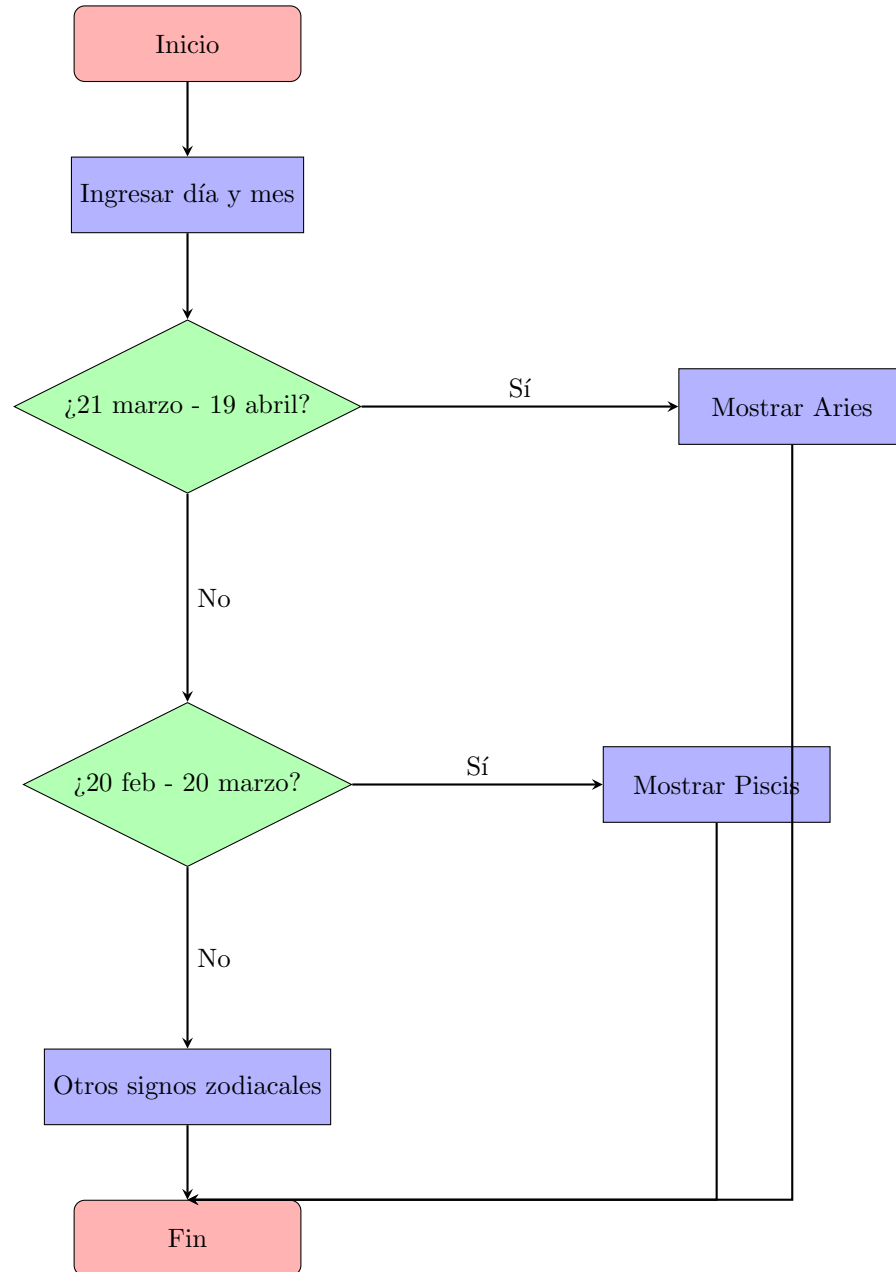 Inicio
Ingresar día y mes
¿21 marzo - 19 abril?
Sí
Mostrar Aries
No
¿20 feb - 20 marzo?
Sí
Mostrar Piscis
No
Otros signos zodiacales
Fin